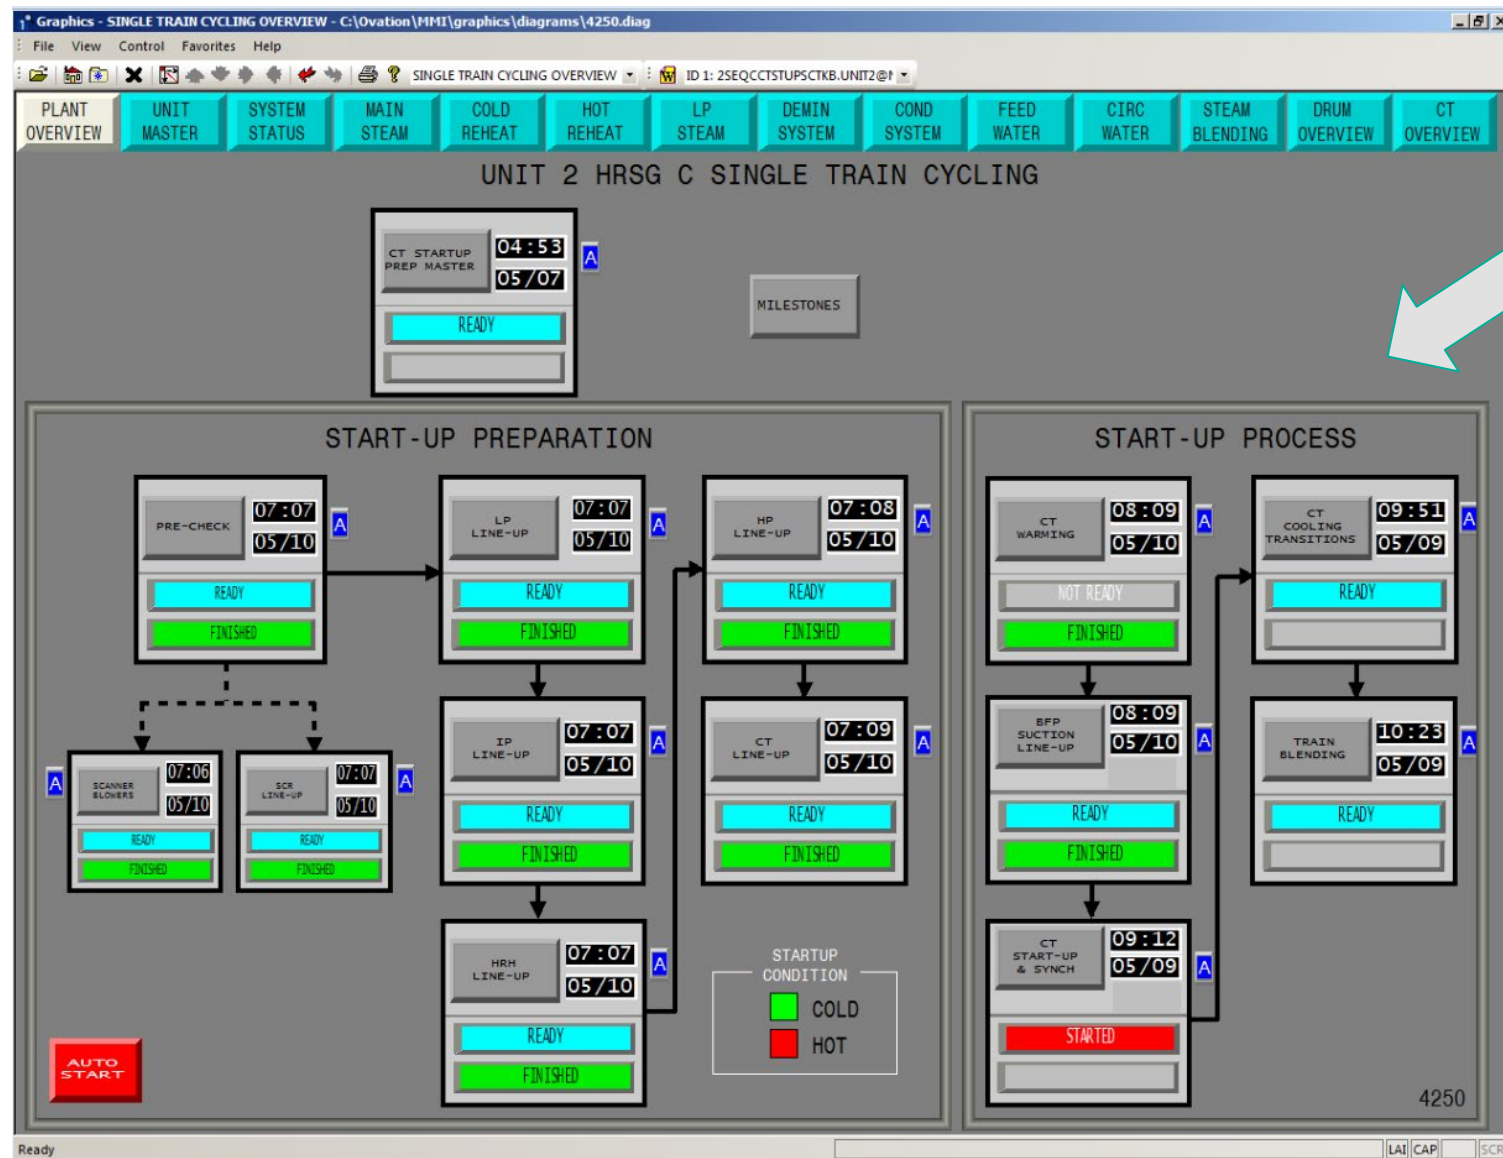 Graphics - SINGLE TRAIN CYCLING OVERVIEW - C:\Ovation\MMI\graphics\diagrams\4250.diag
File View Control Favorites Help
SINGLE TRAIN CYCLING OVERVIEW
ID 1: 2SEQCCTSTUPSCTKB.UNIT2@
PLANT
OVERVIEW
UNIT
MASTER
SYSTEM
STATUS
MAIN
STEAM
COLD
REHEAT
HOT
REHEAT
LP
STEAM
DEMIN
SYSTEM
COND
SYSTEM
FEED
WATER
CIRC
WATER
STEAM
BLENDING
DRUM
OVERVIEW
CT
OVERVIEW
UNIT 2 HRSG C SINGLE TRAIN CYCLING
CT STARTUP
PREP MASTER
04:53
05/07
A
READY
MILESTONES
START-UP PREPARATION
PRE-CHECK
07:07
05/10
A
READY
FINISHED
LP
LINE-UP
07:07
05/10
A
READY
FINISHED
HP
LINE-UP
07:08
05/10
A
READY
FINISHED
A
SCANNER
BLOWERS
07:06
05/10
READY
FINISHED
SCR
LINE-UP
07:07
05/10
A
READY
FINISHED
IP
LINE-UP
07:07
05/10
A
READY
FINISHED
CT
LINE-UP
07:09
05/10
A
READY
FINISHED
HRH
LINE-UP
07:07
05/10
A
READY
FINISHED
STARTUP
CONDITION
COLD
HOT
AUTO
START
START-UP PROCESS
CT
WARMING
08:09
05/10
A
NOT READY
FINISHED
CT
COOLING
TRANSITIONS
09:51
05/09
A
READY
BFP
SUCTION
LINE-UP
08:09
05/10
A
READY
FINISHED
TRAIN
BLENDING
10:23
05/09
A
READY
CT
START-UP
& SYNCH
09:12
05/09
A
STARTED
4250
Ready
LAI CAP SCR